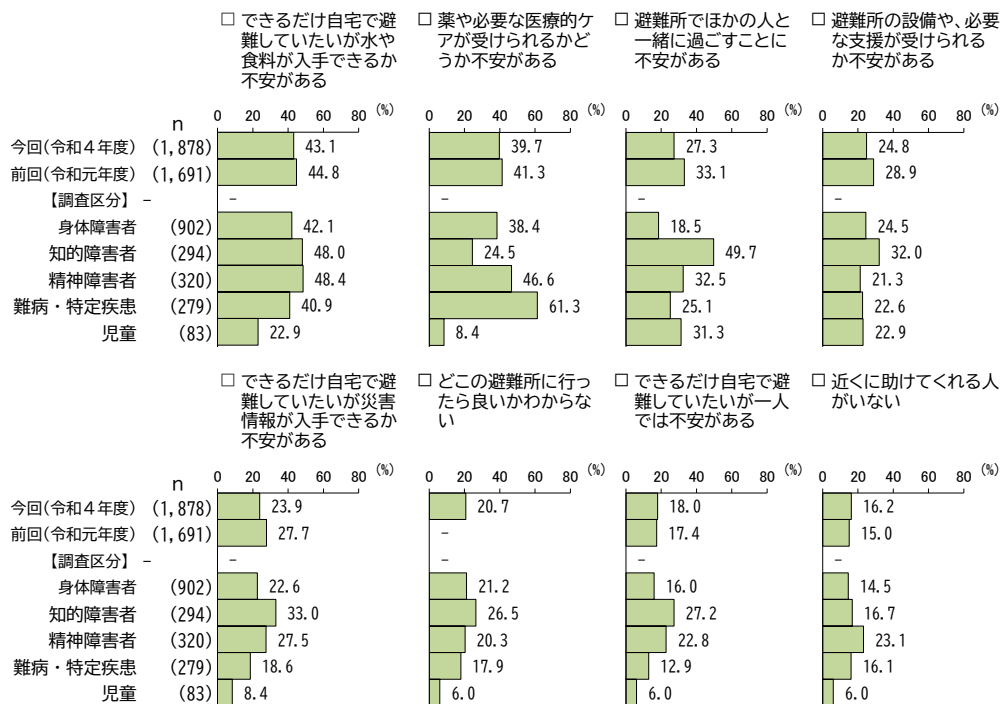 □ できるだけ自宅で避難していたいが水や食料が入手できるか不安がある
□ 薬や必要な医療的ケアが受けられるかどうか不安がある
□ 避難所でほかの人と一緒に過ごすことに不安がある
□ 避難所の設備や、必要な支援が受けられるか不安がある
n 0 20 40 60 80 (%) 0 20 40 60 80 (%) 0 20 40 60 80 (%) 0 20 40 60 80 (%)
今回(令和4年度) (1,878) 43.1 39.7 27.3 24.8
前回(令和元年度) (1,691) 44.8 41.3 33.1 28.9
【調査区分】 - - - - -
身体障害者 (902) 42.1 38.4 18.5 24.5
知的障害者 (294) 48.0 24.5 49.7 32.0
精神障害者 (320) 48.4 46.6 32.5 21.3
難病・特定疾患 (279) 40.9 61.3 25.1 22.6
児童 (83) 22.9 8.4 31.3 22.9
□ できるだけ自宅で避難していたいが災害情報が入手できるか不安がある
□ どこの避難所に行ったら良いかわからない
□ できるだけ自宅で避難していたいが一人では不安がある
□ 近くに助けてくれる人がいない
n 0 20 40 60 80 (%) 0 20 40 60 80 (%) 0 20 40 60 80 (%) 0 20 40 60 80 (%)
今回(令和4年度) (1,878) 23.9 20.7 18.0 16.2
前回(令和元年度) (1,691) 27.7 - 17.4 15.0
【調査区分】 - - - - -
身体障害者 (902) 22.6 21.2 16.0 14.5
知的障害者 (294) 33.0 26.5 27.2 16.7
精神障害者 (320) 27.5 20.3 22.8 23.1
難病・特定疾患 (279) 18.6 17.9 12.9 16.1
児童 (83) 8.4 6.0 6.0 6.0